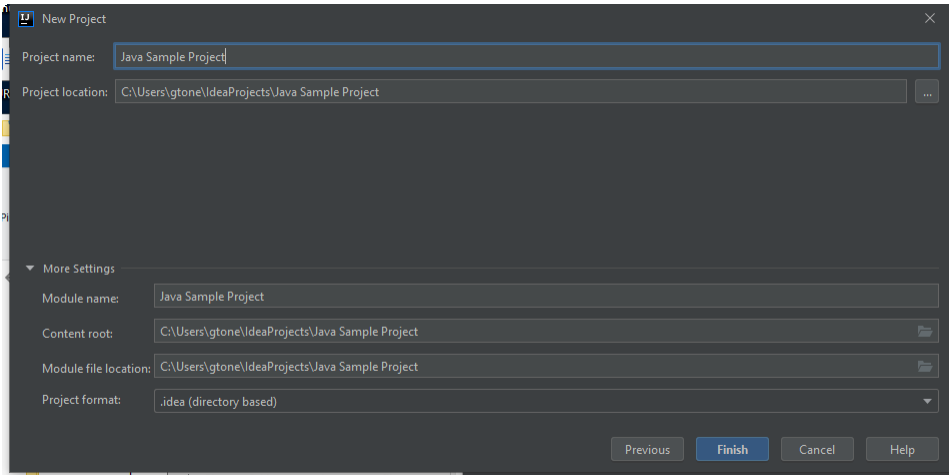 IJ New Project
Project name: Java Sample Project
Project location: C:\Users\gtone\IdeaProjects\Java Sample Project ...
More Settings
Module name: Java Sample Project
Content root: C:\Users\gtone\IdeaProjects\Java Sample Project
Module file location: C:\Users\gtone\IdeaProjects\Java Sample Project
Project format: .idea (directory based)
Previous Finish Cancel Help